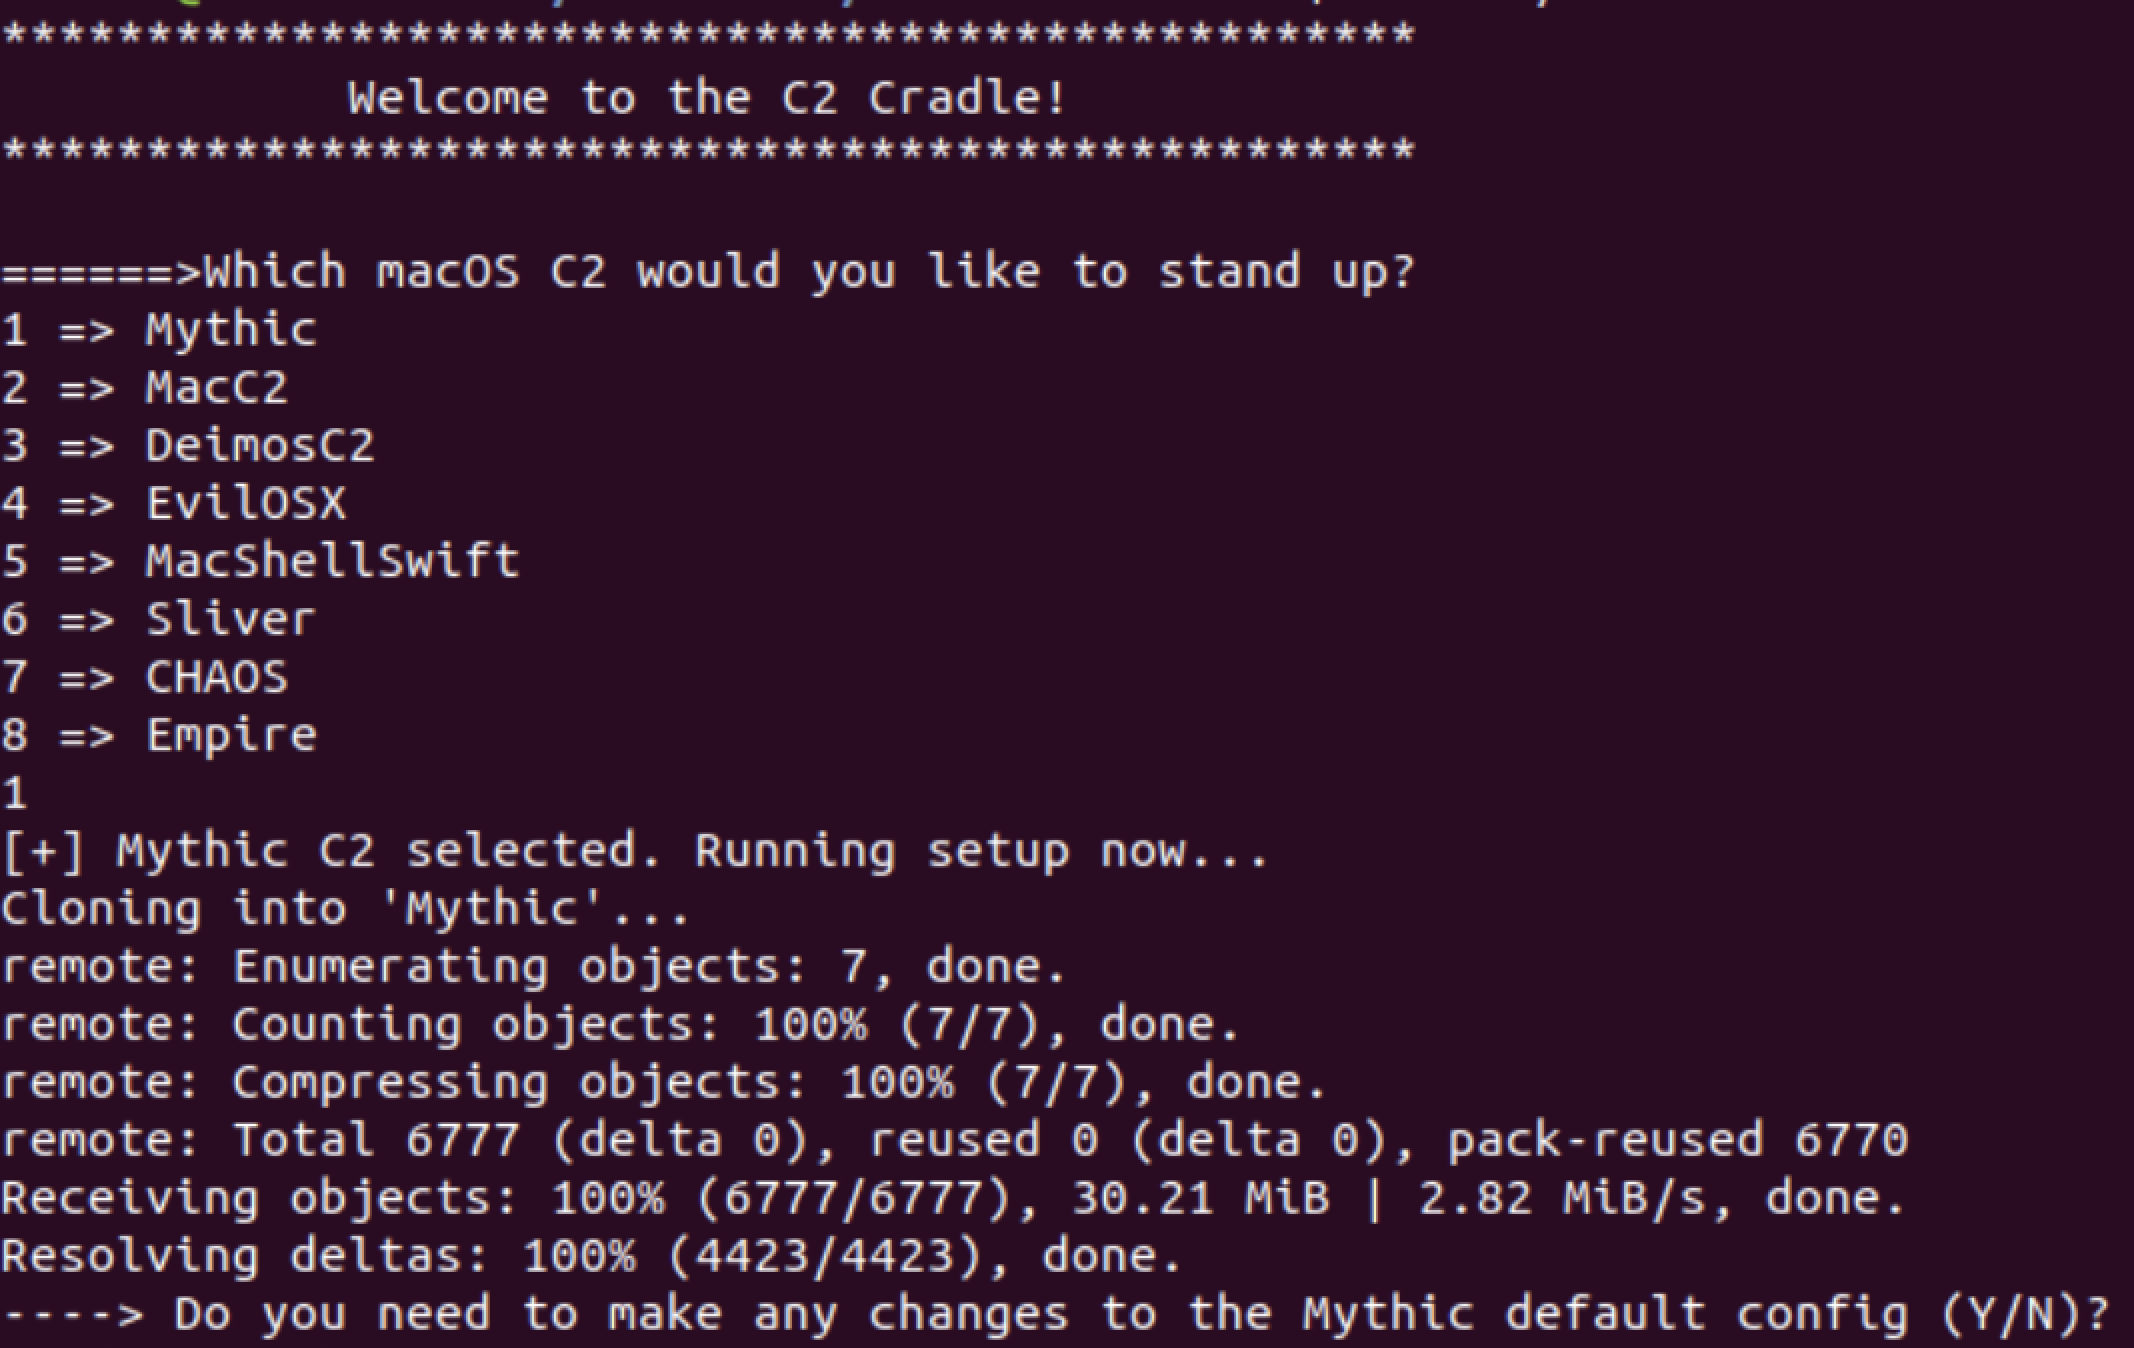 *************************************************
Welcome to the C2 Cradle!
*************************************************
======>Which macOS C2 would you like to stand up?
1 => Mythic
2 => MacC2
3 => DeimosC2
4 => EvilOSX
5 => MacShellSwift
6 => Sliver
7 => CHAOS
8 => Empire
1
[+] Mythic C2 selected. Running setup now...
Cloning into 'Mythic'...
remote: Enumerating objects: 7, done.
remote: Counting objects: 100% (7/7), done.
remote: Compressing objects: 100% (7/7), done.
remote: Total 6777 (delta 0), reused 0 (delta 0), pack-reused 6770
Receiving objects: 100% (6777/6777), 30.21 MiB | 2.82 MiB/s, done.
Resolving deltas: 100% (4423/4423), done.
----> Do you need to make any changes to the Mythic default config (Y/N)?